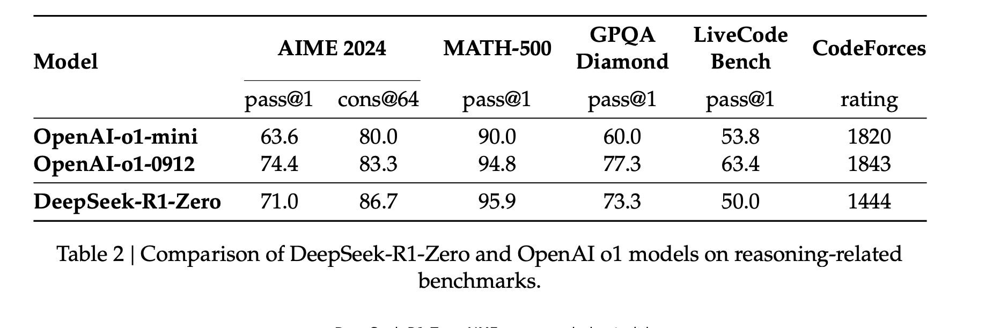 Model AIME 2024 MATH-500 GPQA Diamond LiveCode Bench CodeForces
pass@1 cons@64 pass@1 pass@1 pass@1 rating
OpenAI-o1-mini 63.6 80.0 90.0 60.0 53.8 1820
OpenAI-o1-0912 74.4 83.3 94.8 77.3 63.4 1843
DeepSeek-R1-Zero 71.0 86.7 95.9 73.3 50.0 1444
Table 2 | Comparison of DeepSeek-R1-Zero and OpenAI o1 models on reasoning-related
benchmarks.